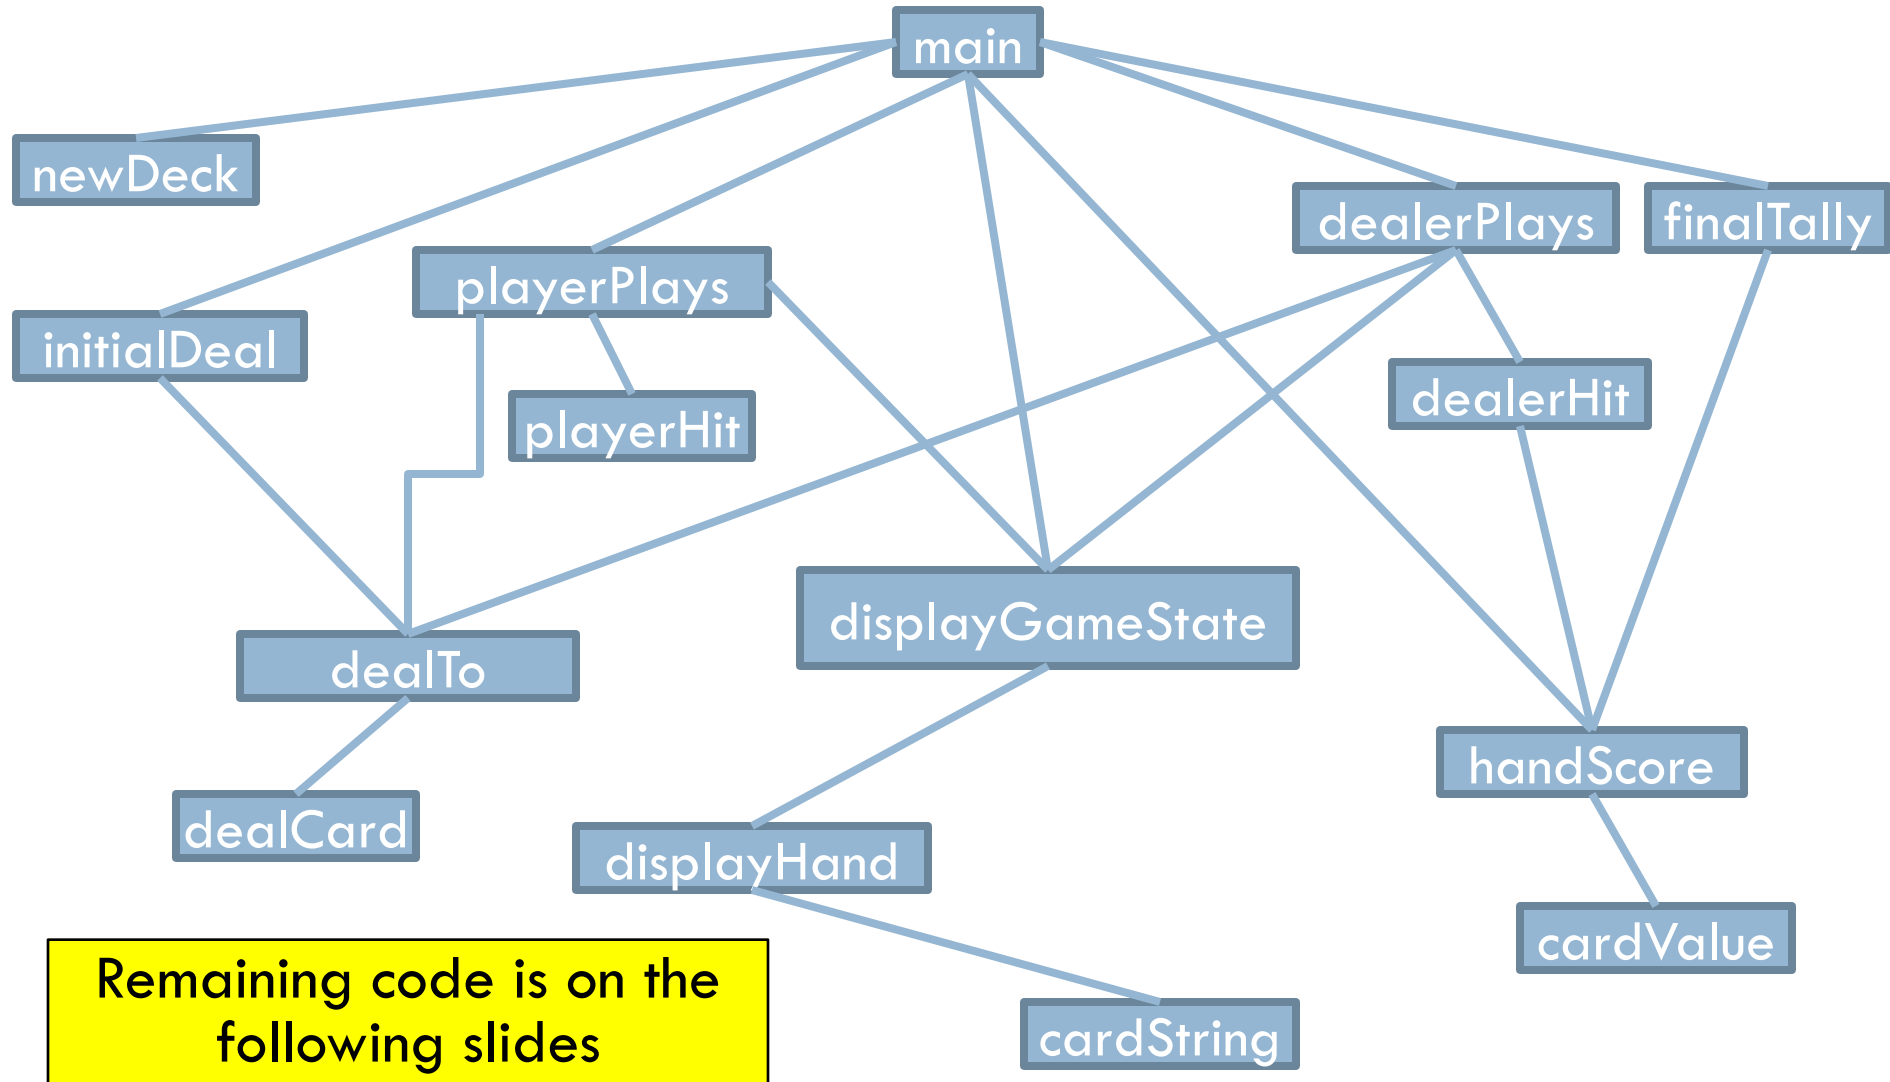 main
newDeck
dealerPlays
finalTally
playerPlays
initialDeal
dealerHit
playerHit
displayGameState
dealTo
handScore
dealCard
displayHand
cardValue
Remaining code is on the
following slides
cardString